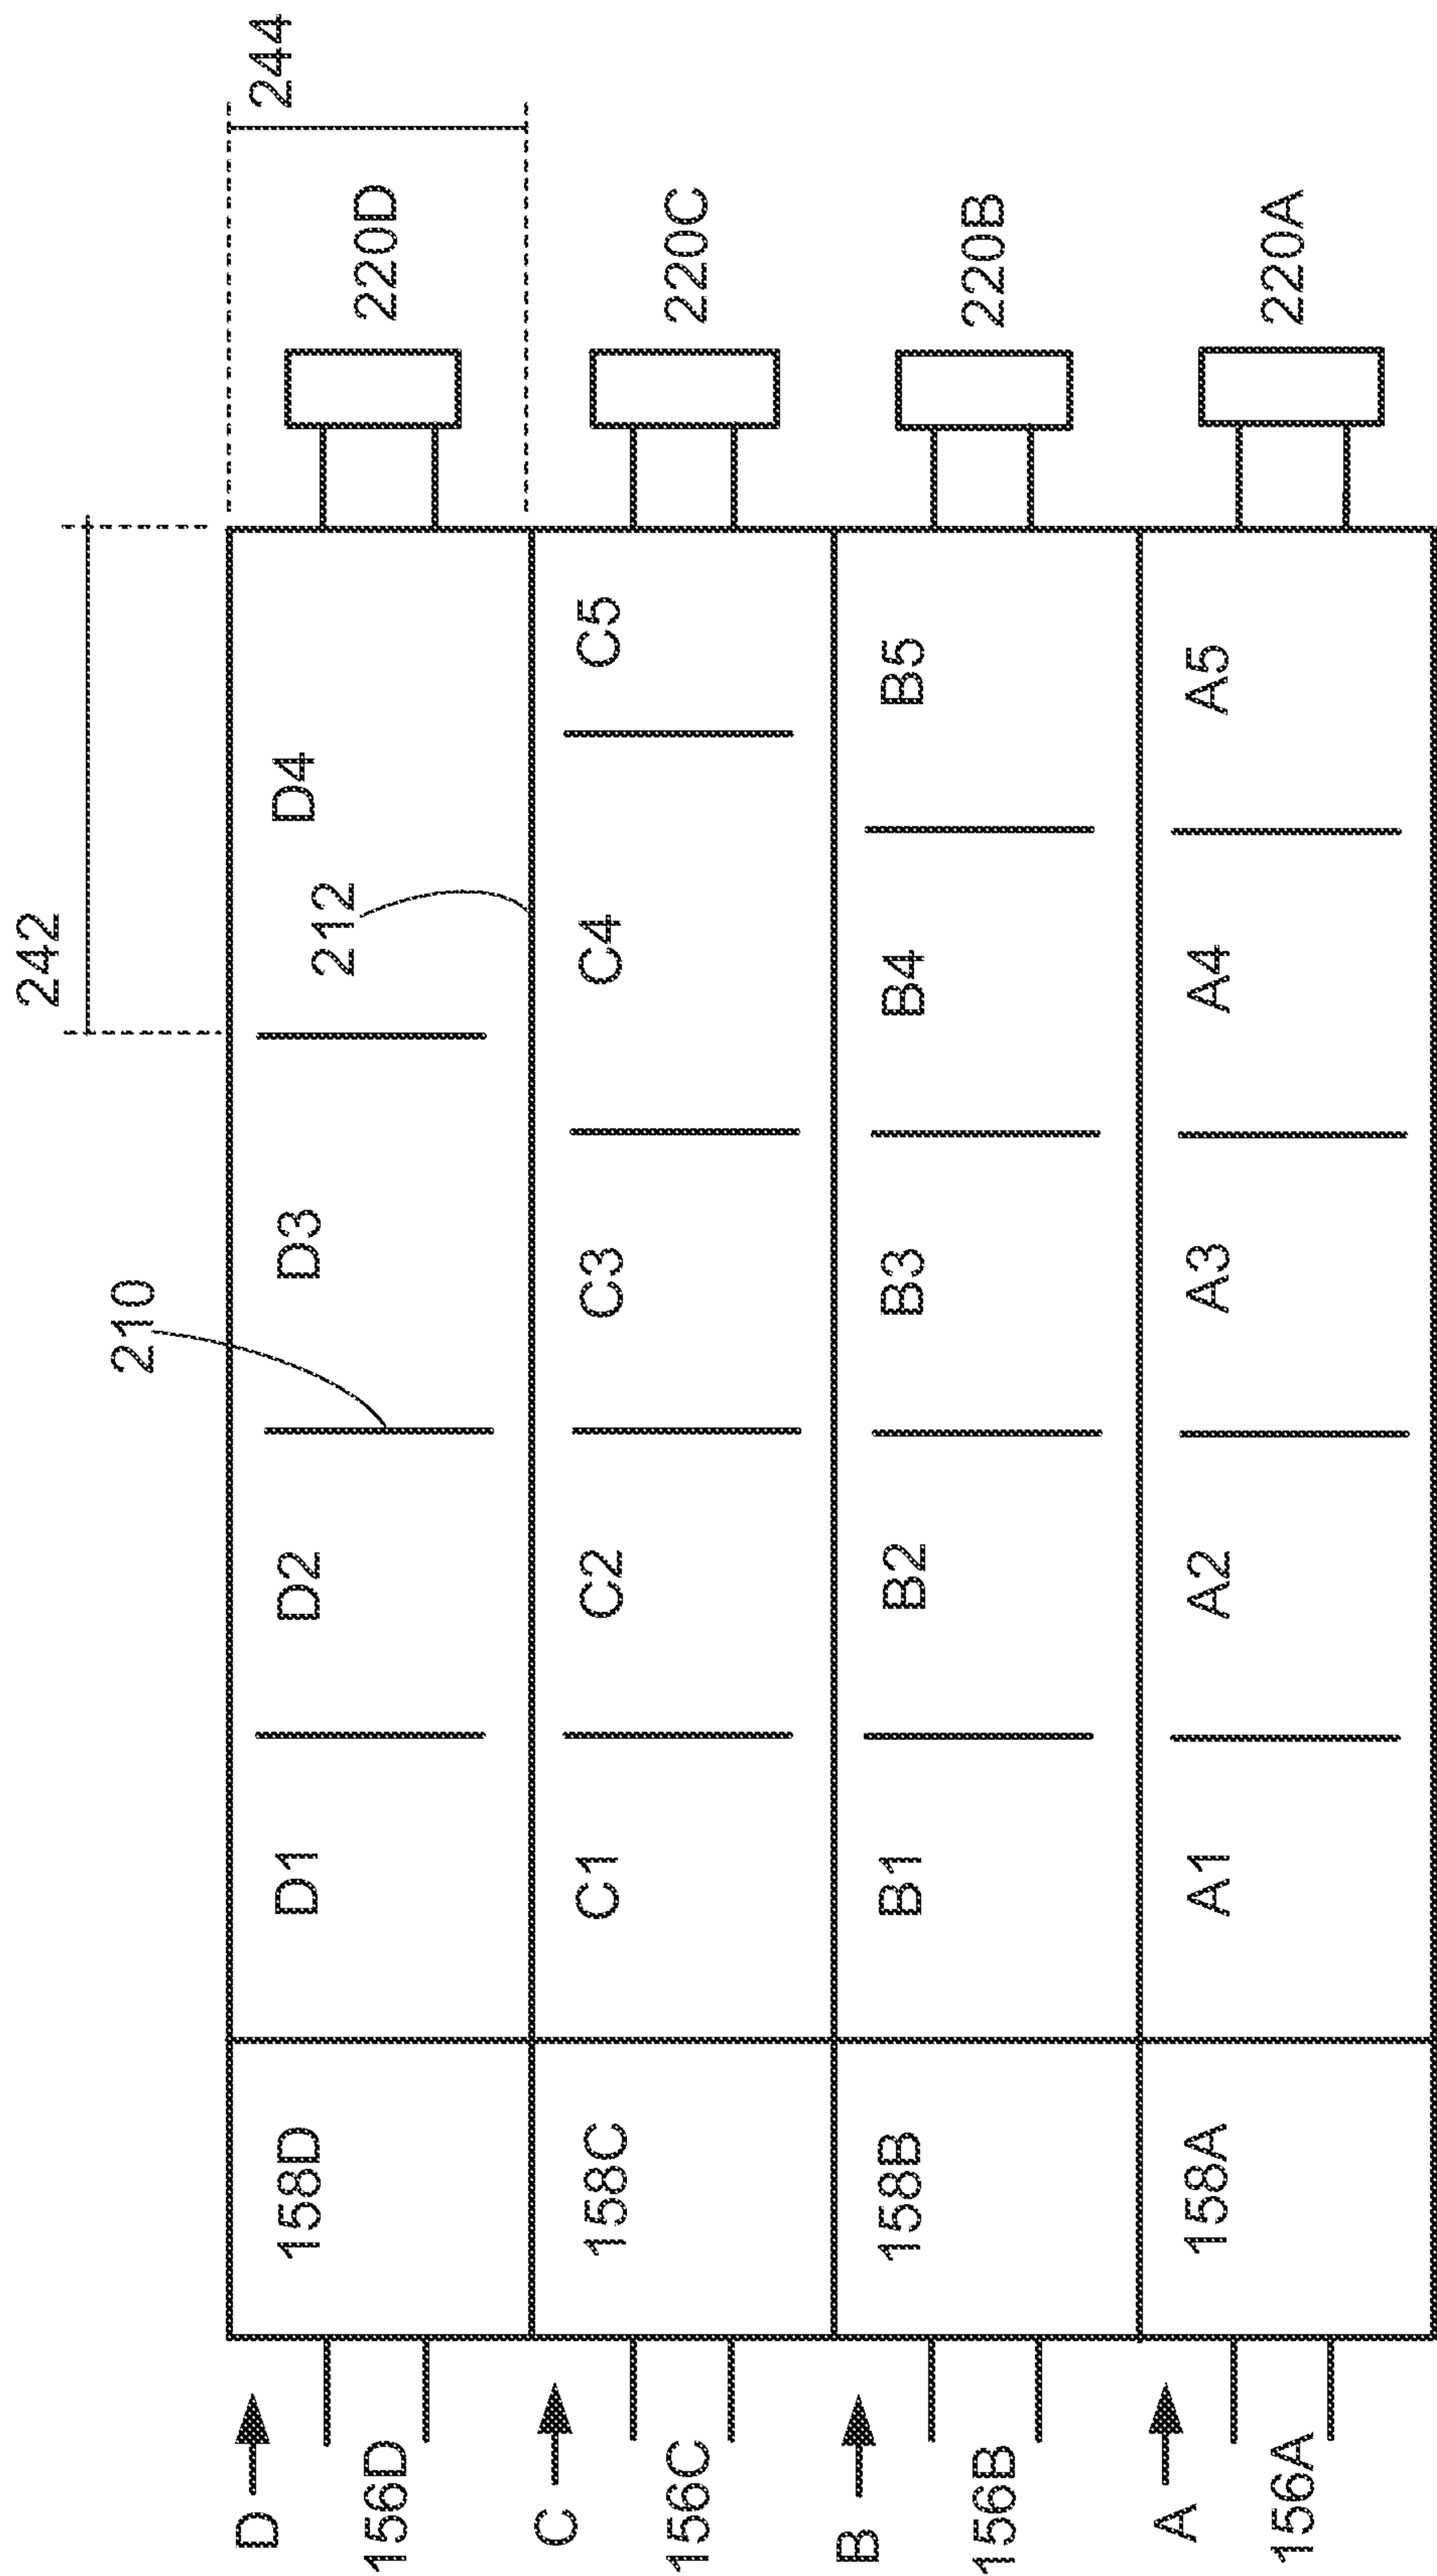 242
210
D 158D D1 D2 D3 D4 244
212
156D 220D
C 158C C1 C2 C3 C4 C5
156C 220C
B 158B B1 B2 B3 B4 B5
156B 220B
A 158A A1 A2 A3 A4 A5
156A 220A